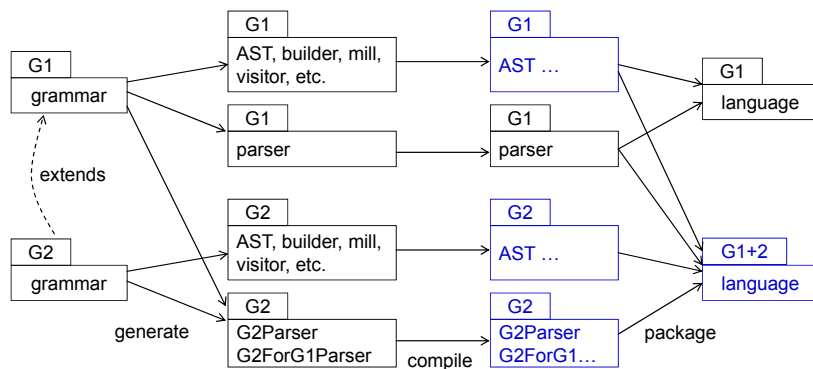 G1
grammar
extends
G2
grammar
generate
G1
AST, builder, mill,
visitor, etc.
G1
parser
G2
AST, builder, mill,
visitor, etc.
G2
G2Parser
G2ForG1Parser
compile
G1
AST …
G1
parser
G2
AST …
G2
G2Parser
G2ForG1…
package
G1
language
G1+2
language